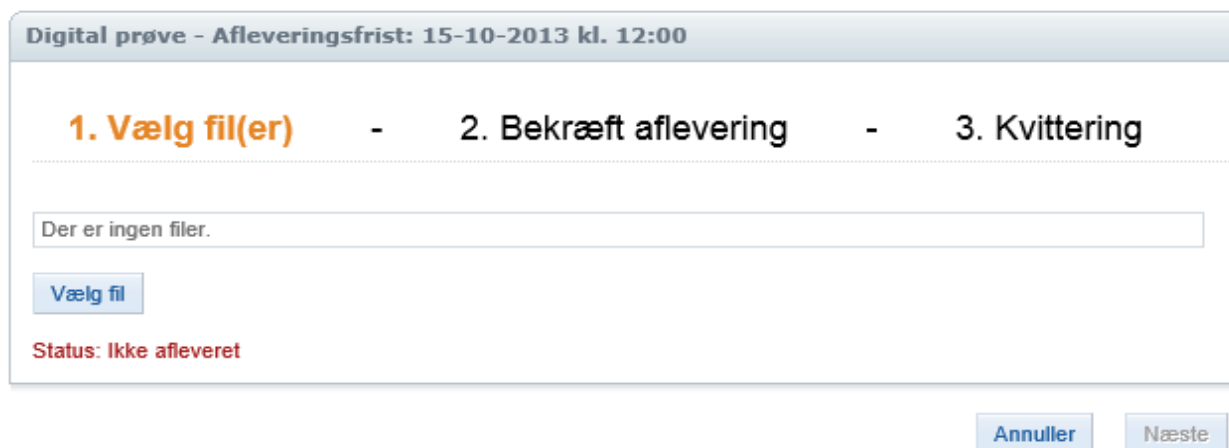 Digital prøve - Afleveringsfrist: 15-10-2013 kl. 12:00
1. Vælg fil(er) - 2. Bekræft aflevering - 3. Kvittering
Der er ingen filer.
Vælg fil
Status: Ikke afleveret
Annuller Næste